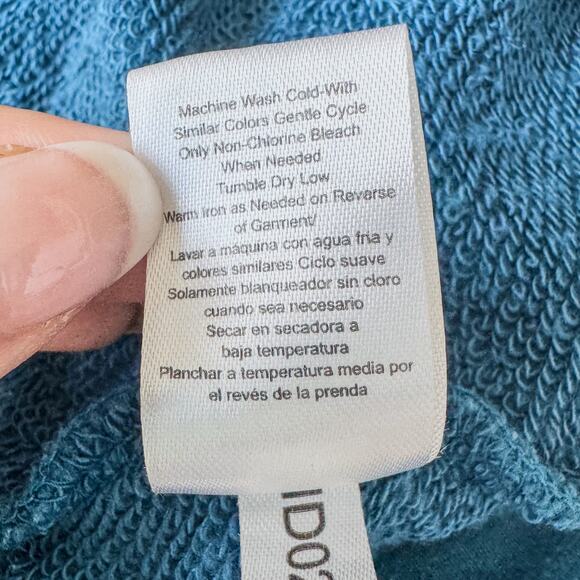 Machine Wash Cold-With
Similar Colors Gentle Cycle
Only Non-Chlorine Bleach
When Needed
Tumble Dry Low
Warm Iron as Needed on Reverse
of Garment/
Lavar a máquina con agua fria y
colores similares Ciclo suave
Solamente blanqueador sin cloro
cuando sea necesario
Secar en secadora a
baja temperatura
Planchar a temperatura media por
el revés de la prenda